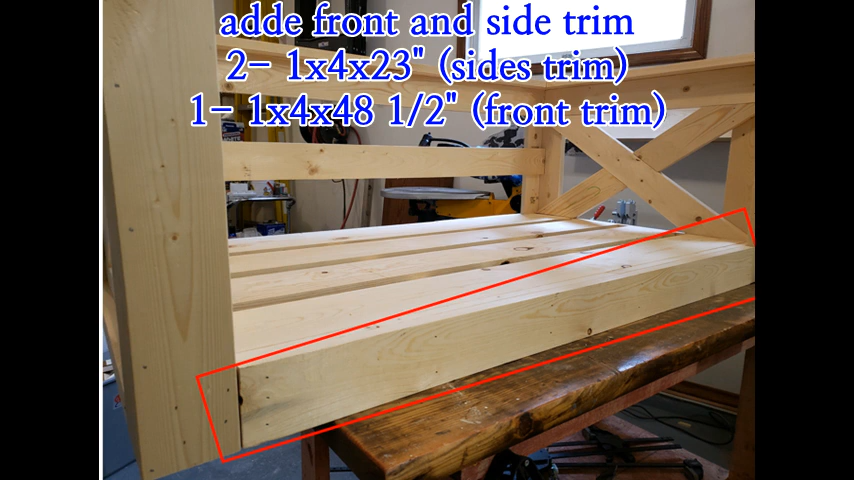 adde front and side trim
2- 1x4x23" (sides trim)
1- 1x4x48 1/2" (front trim)